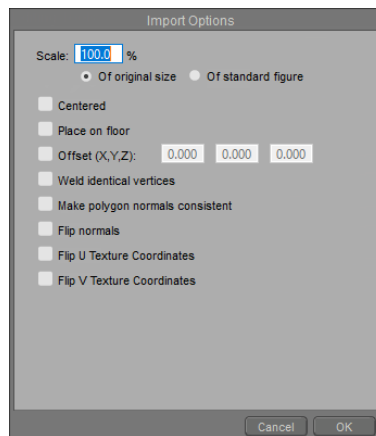 Import Options
Scale: 100.0 %
Of original size Of standard figure
Centered
Place on floor
Offset (X,Y,Z): 0.000 0.000 0.000
Weld identical vertices
Make polygon normals consistent
Flip normals
Flip U Texture Coordinates
Flip V Texture Coordinates
Cancel OK